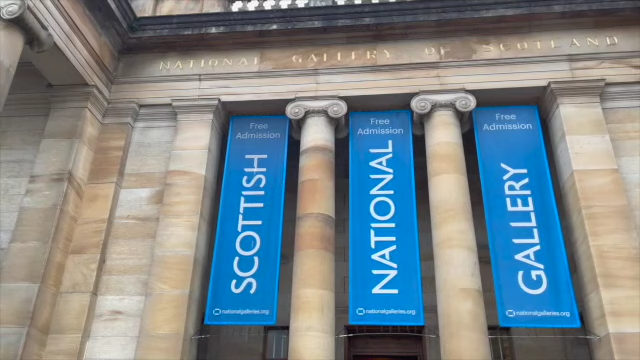 NATIONAL GALLERY OF SCOTLAND
Free
Admission
SCOTTISH
nationalgalleries.org
Free
Admission
NATIONAL
nationalgalleries.org
Free
Admission
GALLERY
nationalgalleries.org